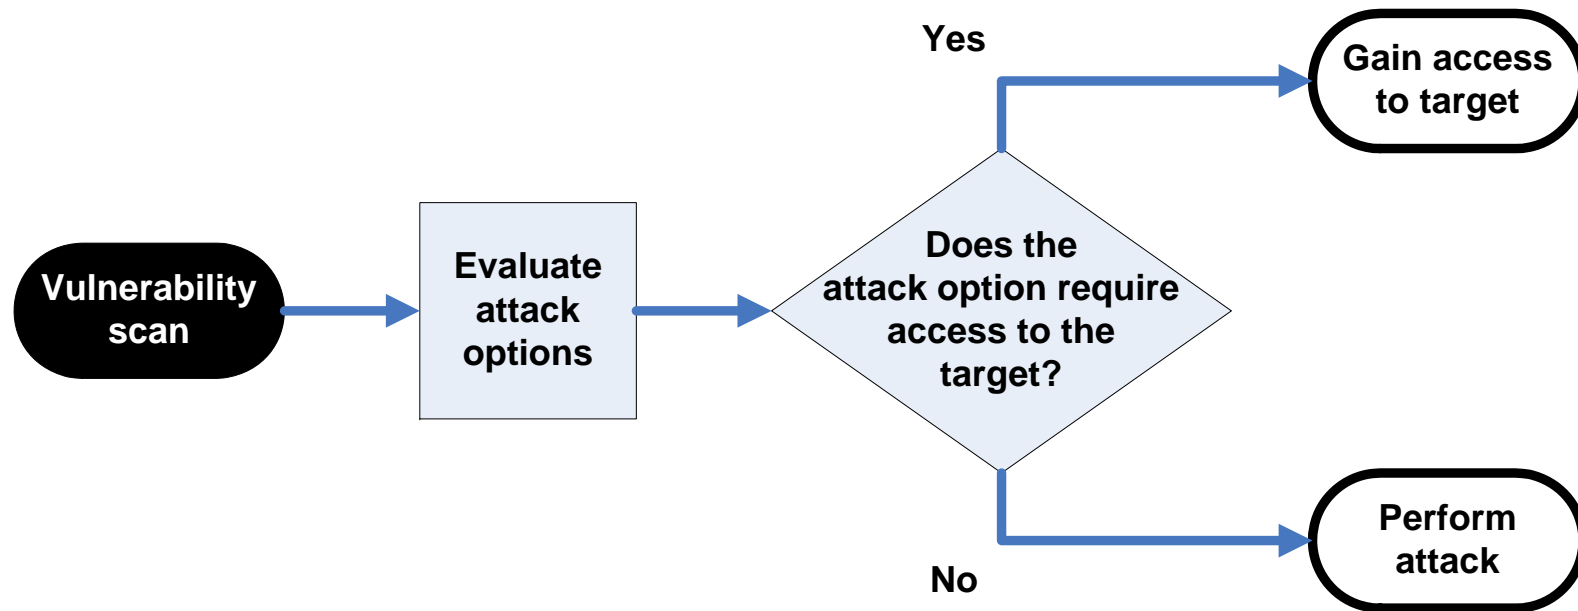 Vulnerability
scan
Evaluate
attack
options
Does the
attack option require
access to the
target?
Yes
Gain access
to target
No
Perform
attack